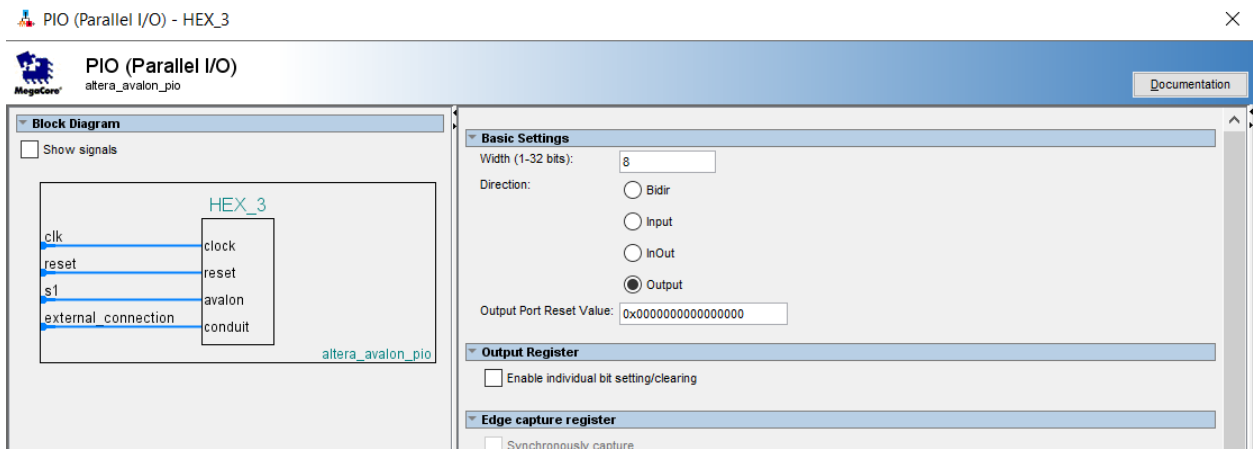 PIO (Parallel I/O) - HEX_3
MegaCore'
PIO (Parallel I/O)
altera_avalon_pio
Documentation
Block Diagram
Show signals
HEX_3
clk
clock
reset
reset
s1
avalon
external_connection
conduit
altera_avalon_pio
Basic Settings
Width (1-32 bits): 8
Direction:
Bidir
Input
InOut
Output
Output Port Reset Value: 0x0000000000000000
Output Register
Enable individual bit setting/clearing
Edge capture register
Synchronously capture